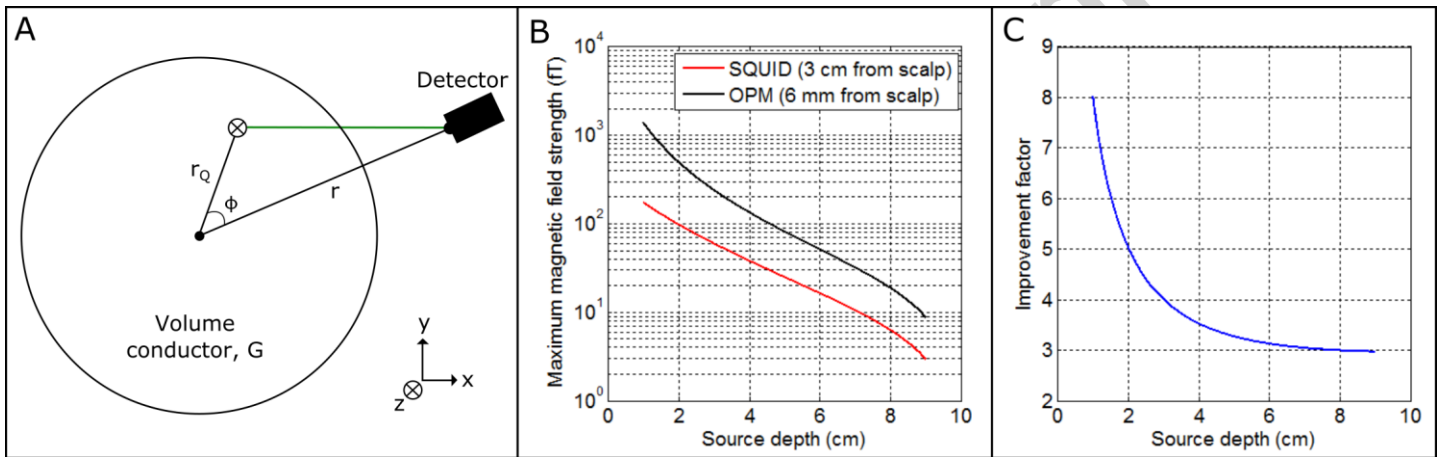 A
Detector
r_Q
ϕ
r
Volume
conductor, G
y
x
z
B
Maximum magnetic field strength (fT)
10^4
10^3
10^2
10^1
10^0
SQUID (3 cm from scalp)
OPM (6 mm from scalp)
0 2 4 6 8 10
Source depth (cm)
C
Improvement factor
9
8
7
6
5
4
3
2
0 2 4 6 8 10
Source depth (cm)